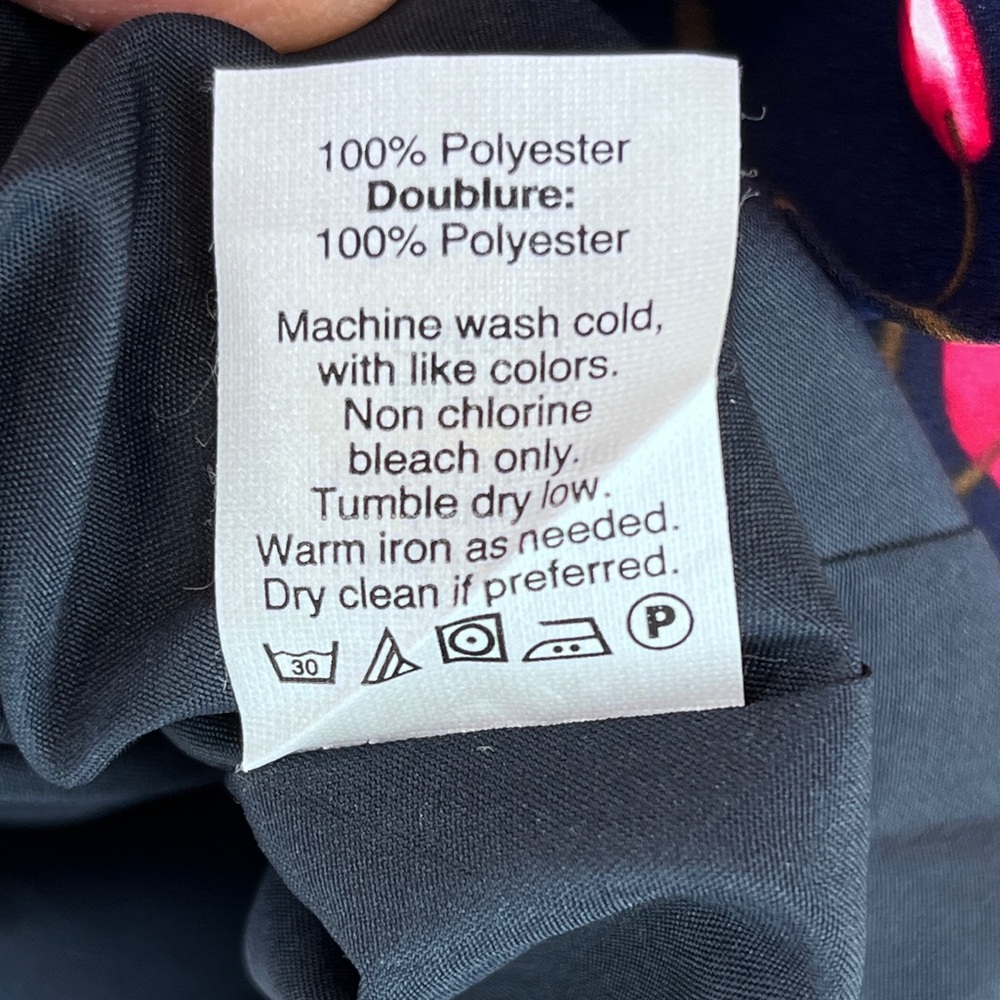 100% Polyester
Doublure:
100% Polyester
Machine wash cold,
with like colors.
Non chlorine
bleach only.
Tumble dry low.
Warm iron as needed.
Dry clean if preferred.
30 P